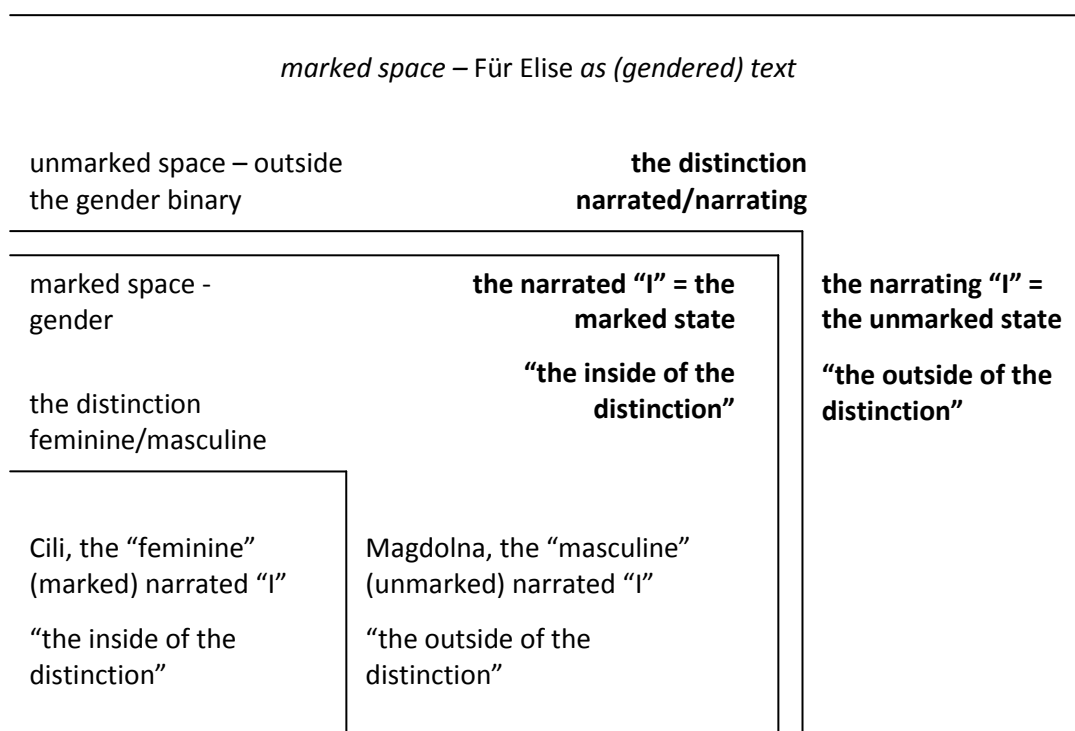 marked space – Für Elise as (gendered) text
unmarked space – outside
the gender binary
the distinction
narrated/narrating
marked space -
gender
the distinction
feminine/masculine
the narrated “I” = the
marked state
“the inside of the
distinction”
the narrating “I” =
the unmarked state
“the outside of the
distinction”
Cili, the “feminine”
(marked) narrated “I”
“the inside of the
distinction”
Magdolna, the “masculine”
(unmarked) narrated “I”
“the outside of the
distinction”